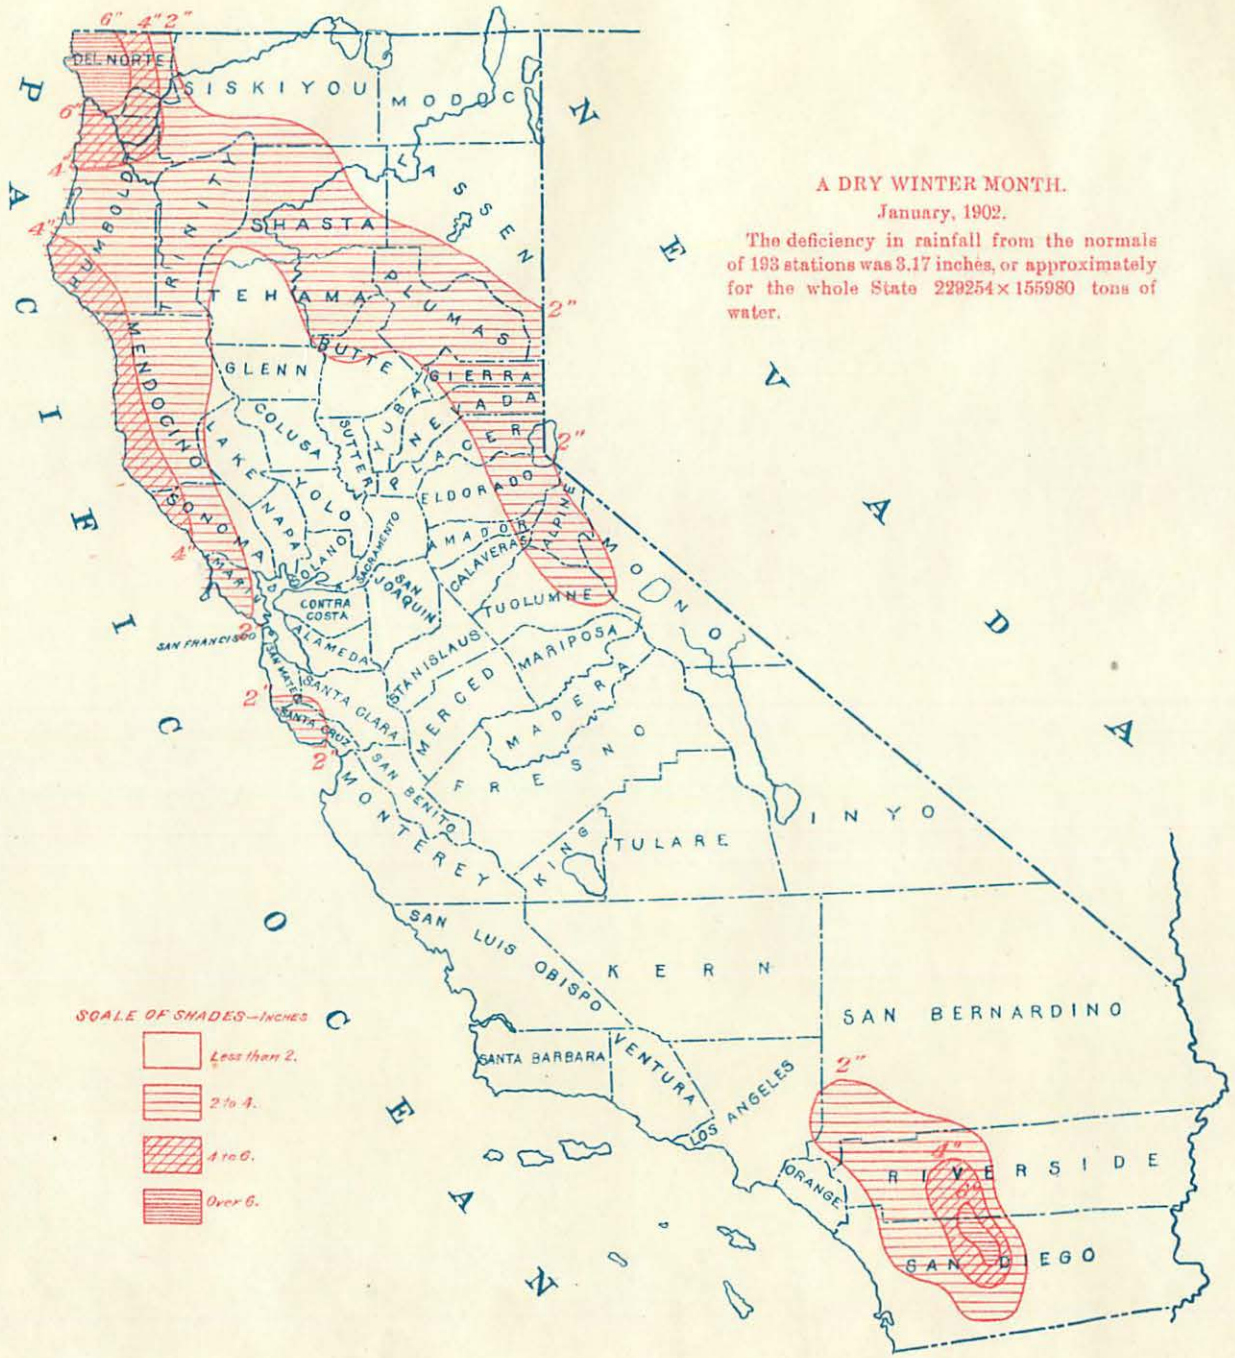 6" 4" 2"
DEL NORTE
SISKIYOU
MODOC
6"
4"
HUMBOLDT
TRINITY
SHASTA
LASSEN
4"
TEHAMA
PLUMAS
2"
MENDOCINO
GLENN
BUTTE
GIERRA
COLUSA
LAKE
SUTTER
YUBA
NEVADA
PLACER
2"
SONOMA
NAPA
YOLO
ELDORADO
SACRAMENTO
AMADOR
ALPINE
4"
MARIN
SOLANO
CALAVERAS
MONO
CONTRA
COSTA
SAN
JOAQUIN
TUOLUMNE
2"
SAN FRANCISCO
ALAMEDA
STANISLAUS
MARIPOSA
SAN MATEO
SANTA CLARA
MERCED
MADERA
2"
SANTA CRUZ
2"
SAN BENITO
FRESNO
MONTEREY
KING
TULARE
INYO
SAN LUIS OBISPO
KERN
SAN BERNARDINO
SANTA BARBARA
VENTURA
LOS ANGELES
2"
4"
6"
ORANGE
RIVERSIDE
SAN DIEGO
PACIFIC OCEAN
NEVADA
A DRY WINTER MONTH.
January, 1902.
The deficiency in rainfall from the normals
of 193 stations was 3.17 inches, or approximately
for the whole State 229254×155980 tons of
water.
SCALE OF SHADES—INCHES
Less than 2.
2 to 4.
4 to 6.
Over 6.